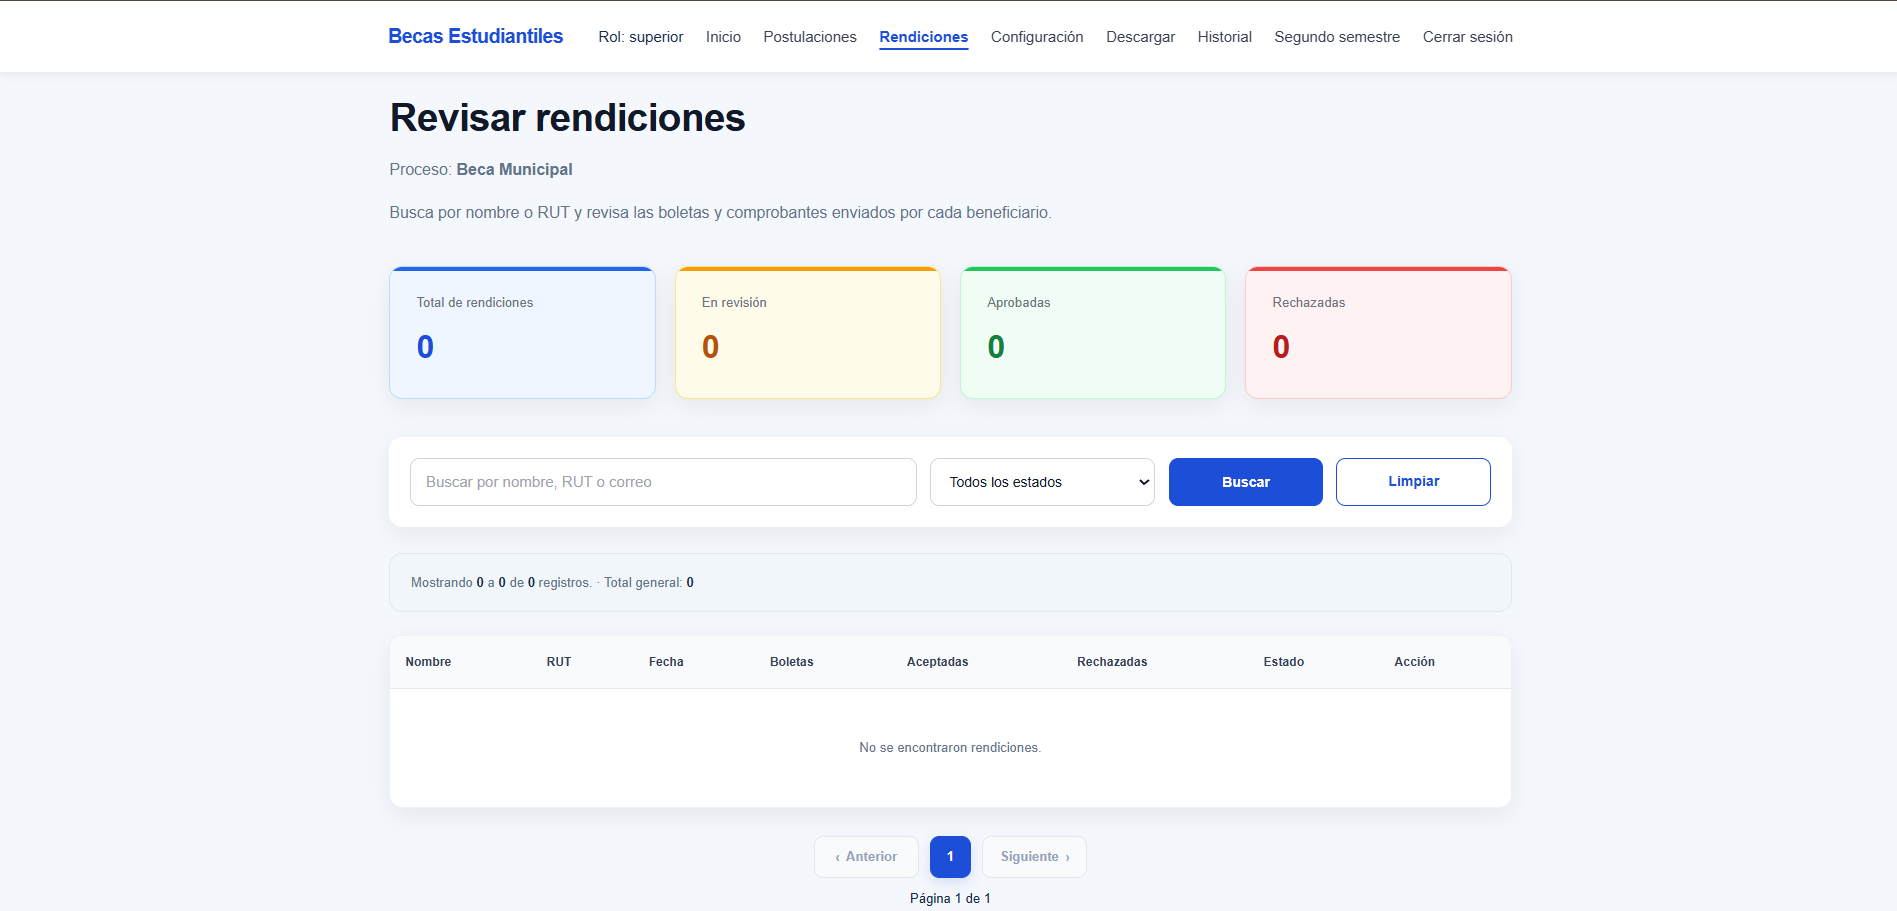 Becas Estudiantiles Rol: superior Inicio Postulaciones Rendiciones Configuración Descargar Historial Segundo semestre Cerrar sesión
Revisar rendiciones
Proceso: Beca Municipal
Busca por nombre o RUT y revisa las boletas y comprobantes enviados por cada beneficiario.
Total de rendiciones En revisión Aprobadas Rechazadas
0 0 0 0
Buscar por nombre, RUT o correo Todos los estados Buscar Limpiar
Mostrando 0 a 0 de 0 registros. · Total general: 0
Nombre RUT Fecha Boletas Aceptadas Rechazadas Estado Acción
No se encontraron rendiciones.
‹ Anterior 1 Siguiente ›
Página 1 de 1